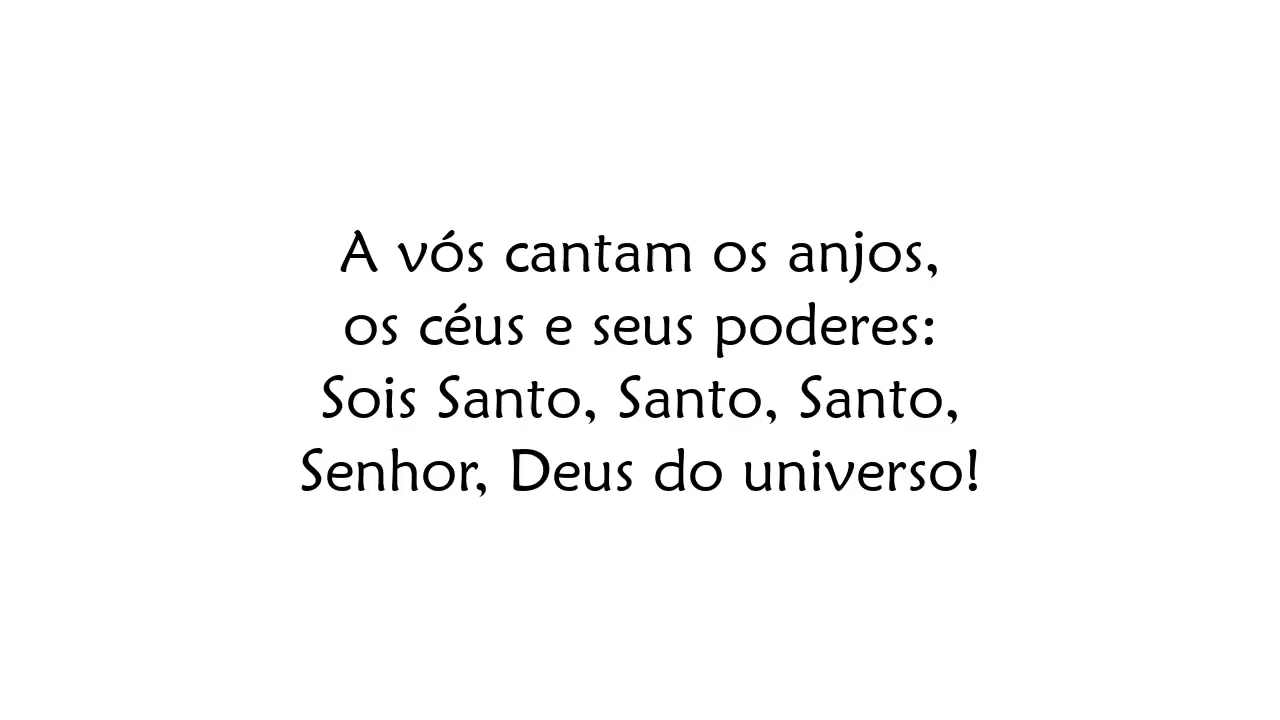 A vós cantam os anjos,
os céus e seus poderes:
Sois Santo, Santo, Santo,
Senhor, Deus do universo!